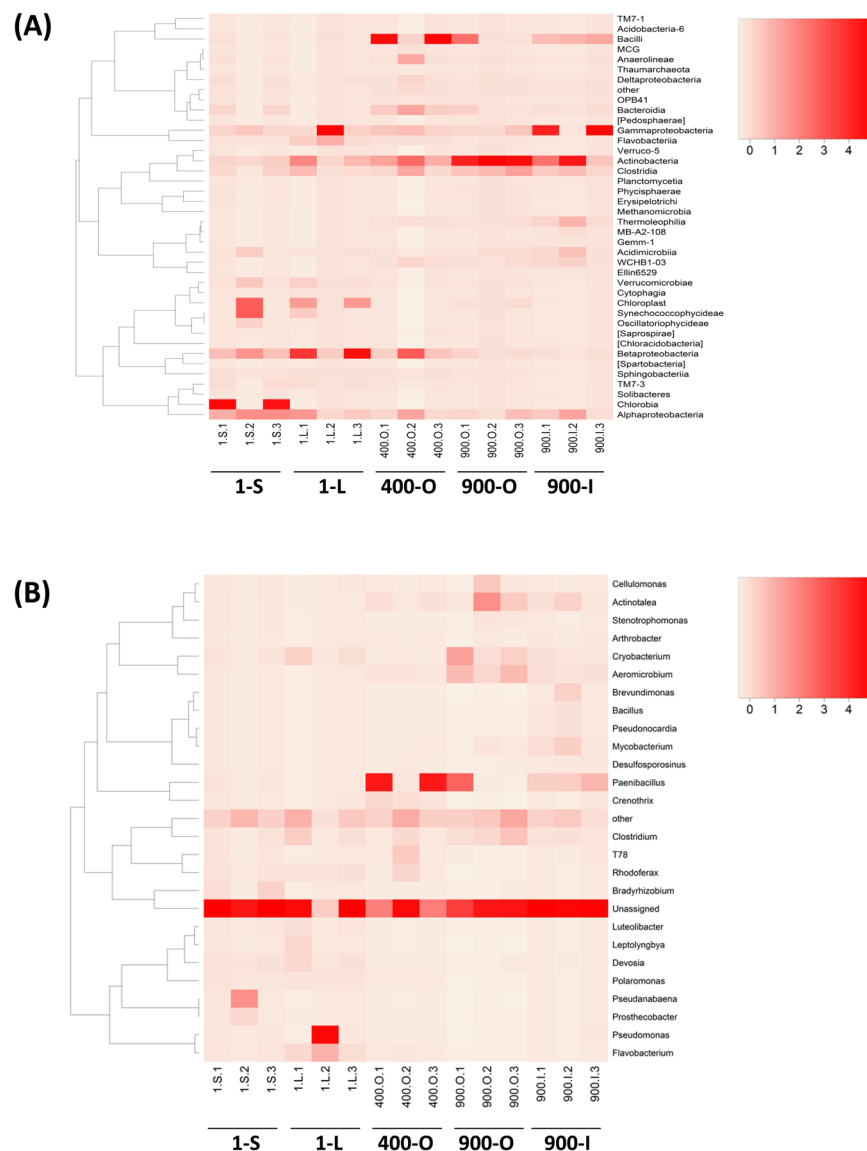 (A)
TM7-1
Acidobacteria-6
Bacilli
MCG
Anaerolineae
Thaumarchaeota
Deltaproteobacteria
other
OPB41
Bacteroidia
[Pedosphaerae]
Gammaproteobacteria
Flavobacteriia
Verruco-5
Actinobacteria
Clostridia
Planctomycetia
Phycisphaerae
Erysipelotrichi
Methanomicrobia
Thermoleophilia
MB-A2-108
Gemm-1
Acidimicrobiia
WCHB1-03
Ellin6529
Verrucomicrobiae
Cytophagia
Chloroplast
Synechococcophycideae
Oscillatoriophycideae
[Saprospirae]
[Chloracidobacteria]
Betaproteobacteria
[Spartobacteria]
Sphingobacteriia
TM7-3
Solibacteres
Chlorobia
Alphaproteobacteria
0 1 2 3 4
1.S.1 1.S.2 1.S.3 1.L.1 1.L.2 1.L.3 400.O.1 400.O.2 400.O.3 900.O.1 900.O.2 900.O.3 900.I.1 900.I.2 900.I.3
1-S 1-L 400-O 900-O 900-I
(B)
Cellulomonas
Actinotalea
Stenotrophomonas
Arthrobacter
Cryobacterium
Aeromicrobium
Brevundimonas
Bacillus
Pseudonocardia
Mycobacterium
Desulfosporosinus
Paenibacillus
Crenothrix
other
Clostridium
T78
Rhodoferax
Bradyrhizobium
Unassigned
Luteolibacter
Leptolyngbya
Devosia
Polaromonas
Pseudanabaena
Prosthecobacter
Pseudomonas
Flavobacterium
0 1 2 3 4
1.S.1 1.S.2 1.S.3 1.L.1 1.L.2 1.L.3 400.O.1 400.O.2 400.O.3 900.O.1 900.O.2 900.O.3 900.I.1 900.I.2 900.I.3
1-S 1-L 400-O 900-O 900-I